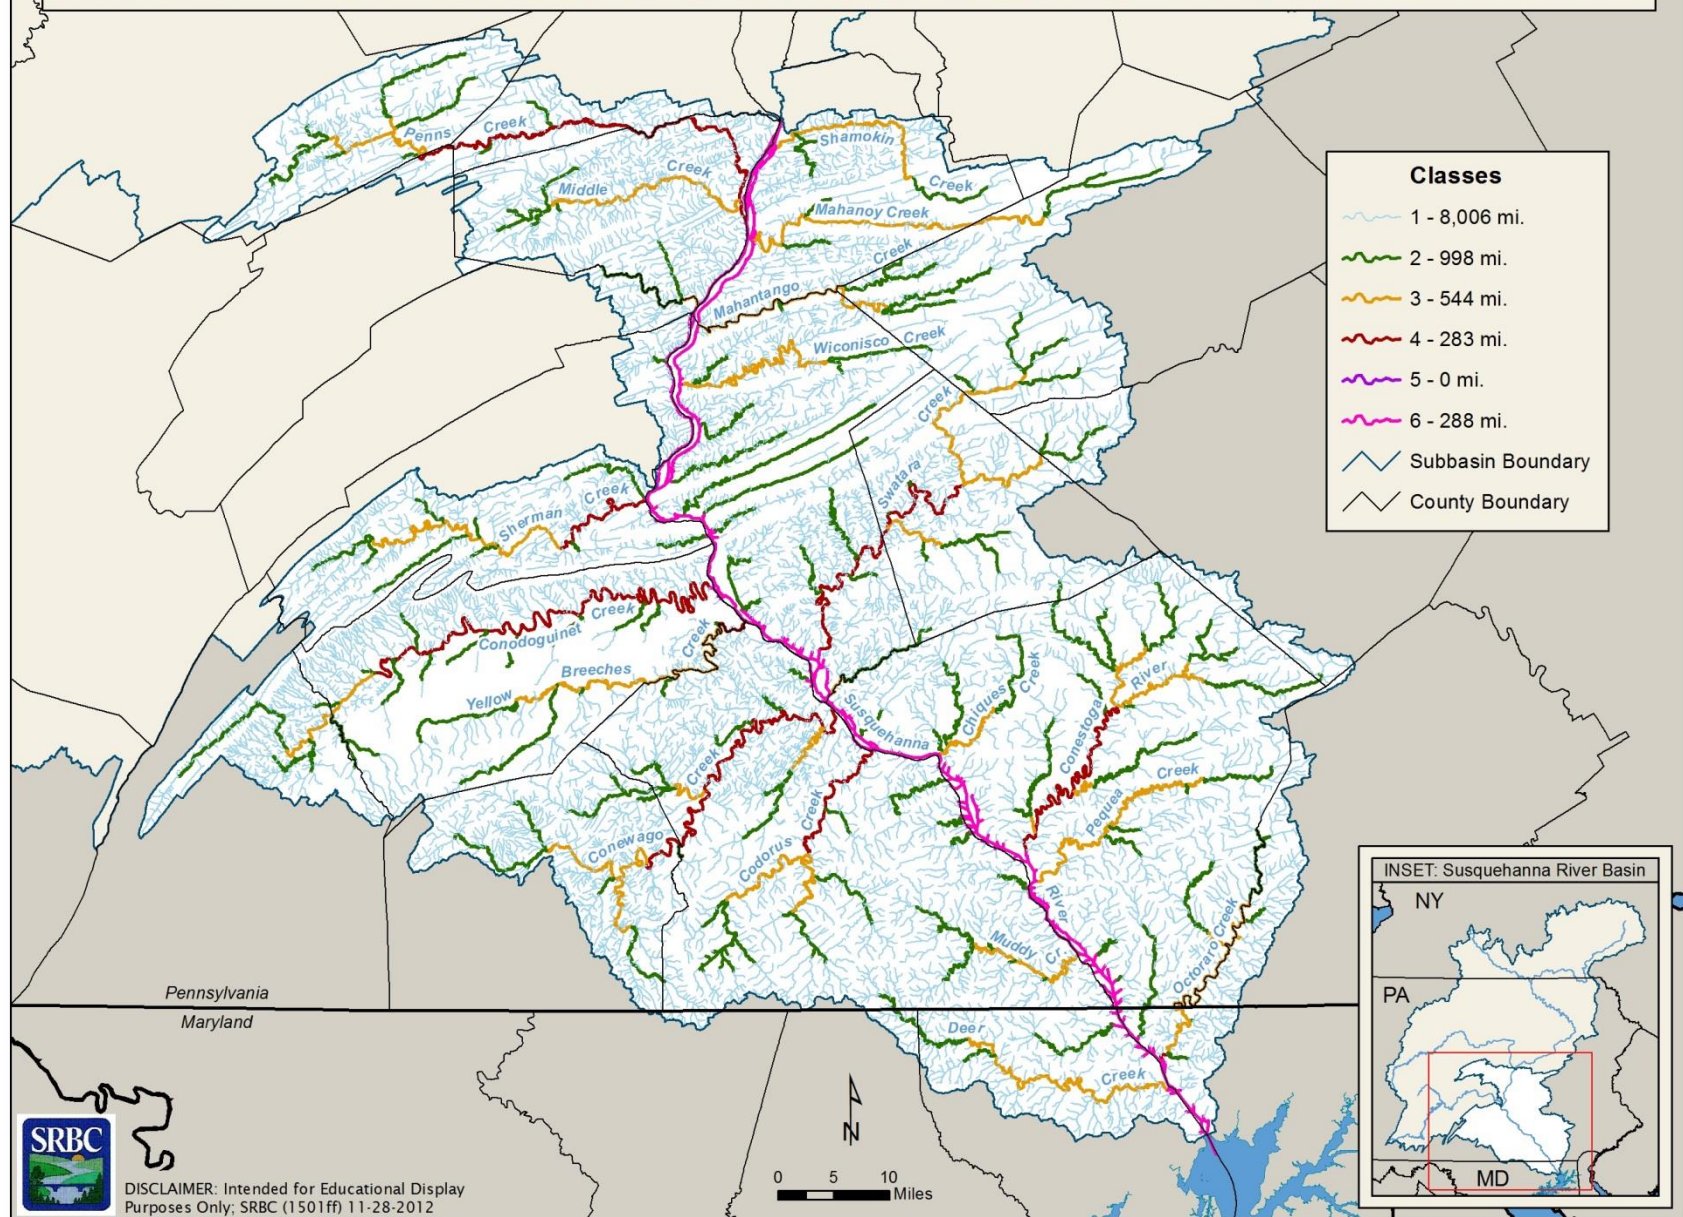 Penns
Creek
Shamokin
Creek
Middle
Creek
Mahanoy Creek
Creek
Mahantango
Wiconisco Creek
Creek
Swatara
Creek
Sherman
Creek
Conodoguinet
Creek
Breeches
Yellow
Susquehanna
Chiques
Creek
River
Conestoga
Creek
Pequea
Creek
Conewago
Creek
Codorus
River
Muddy Cr
Octoraro Creek
Deer
Creek
Classes
1 - 8,006 mi.
2 - 998 mi.
3 - 544 mi.
4 - 283 mi.
5 - 0 mi.
6 - 288 mi.
Subbasin Boundary
County Boundary
Pennsylvania
Maryland
INSET: Susquehanna River Basin
NY
PA
MD
N
0 5 10
Miles
SRBC
DISCLAIMER: Intended for Educational Display
Purposes Only; SRBC (1501ff) 11-28-2012